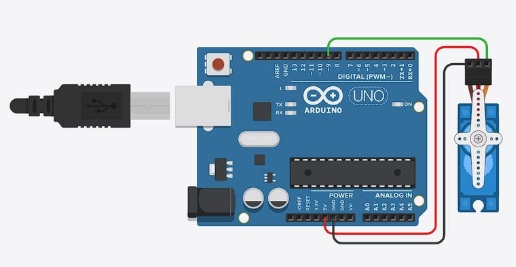 AREF
GND
13
12
~11
~10
~9
8
7
~6
~5
4
~3
2
TX→1
RX←0
DIGITAL (PWM~)
L
TX
RX
UNO
ON
ARDUINO
POWER
ANALOG IN
IOREF
RESET
3.3V
5V
GND
GND
Vin
A0
A1
A2
A3
A4
A5